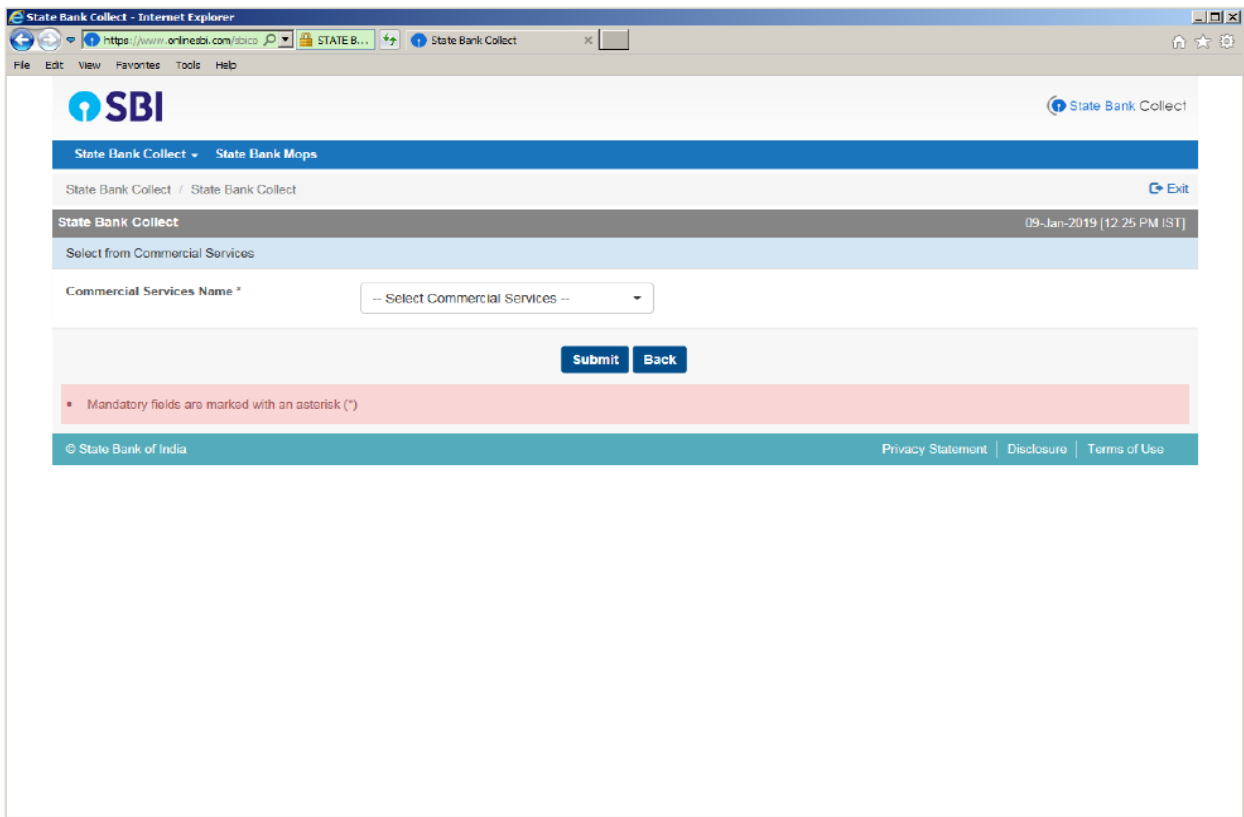 State Bank Collect - Internet Explorer
https://www.onlinesbi.com/sbico STATE B... State Bank Collect
File Edit View Favorites Tools Help
SBI
State Bank Collect
State Bank Collect State Bank Mops
State Bank Collect / State Bank Collect Exit
State Bank Collect 09-Jan-2019 [12:25 PM IST]
Select from Commercial Services
Commercial Services Name *
-- Select Commercial Services --
Submit Back
Mandatory fields are marked with an asterisk (*)
© State Bank of India Privacy Statement | Disclosure | Terms of Use